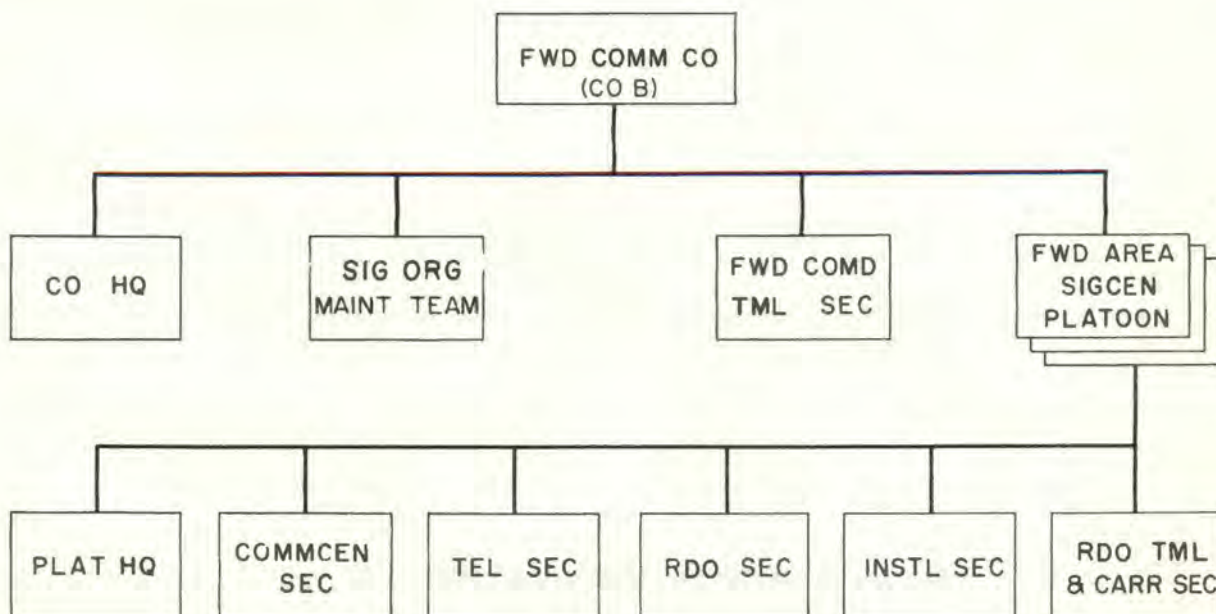 FWD COMM CO
(CO B)
CO HQ
SIG ORG
MAINT TEAM
FWD COMD
TML SEC
FWD AREA
SIGCEN
PLATOON
PLAT HQ
COMMCEN
SEC
TEL SEC
RDO SEC
INSTL SEC
RDO TML
& CARR SEC